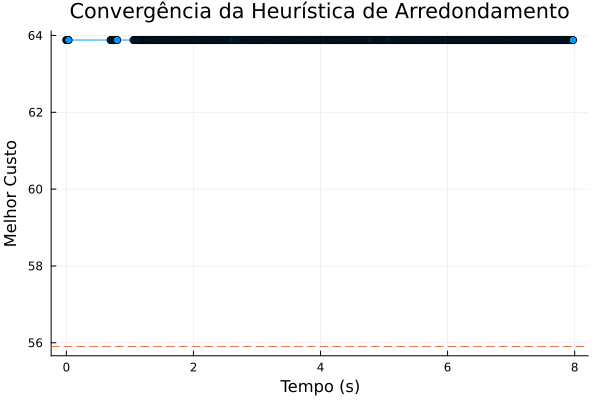 Convergência da Heurística de Arredondamento
Melhor Custo
64
62
60
58
56
0 2 4 6 8
Tempo (s)